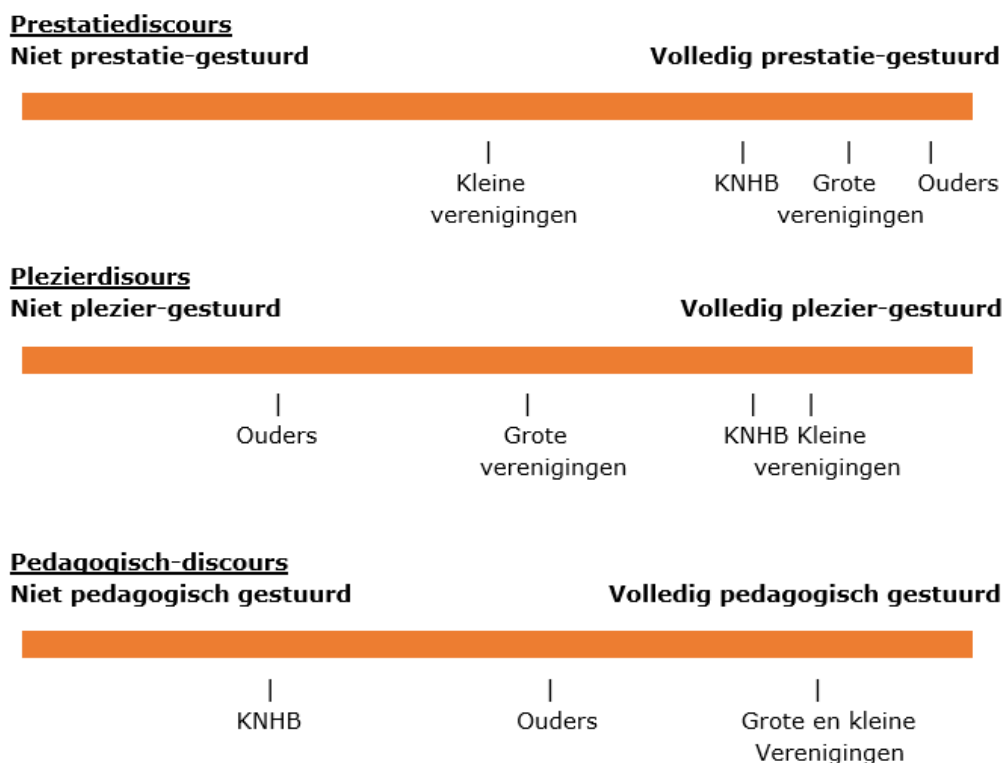 Prestatiediscours
Niet prestatie-gestuurd Volledig prestatie-gestuurd
| | | |
Kleine KNHB Grote Ouders
verenigingen verenigingen
Plezierdisours
Niet plezier-gestuurd Volledig plezier-gestuurd
| | | |
Ouders Grote KNHB Kleine
verenigingen verenigingen
Pedagogisch-discours
Niet pedagogisch gestuurd Volledig pedagogisch gestuurd
| | |
KNHB Ouders Grote en kleine
Verenigingen